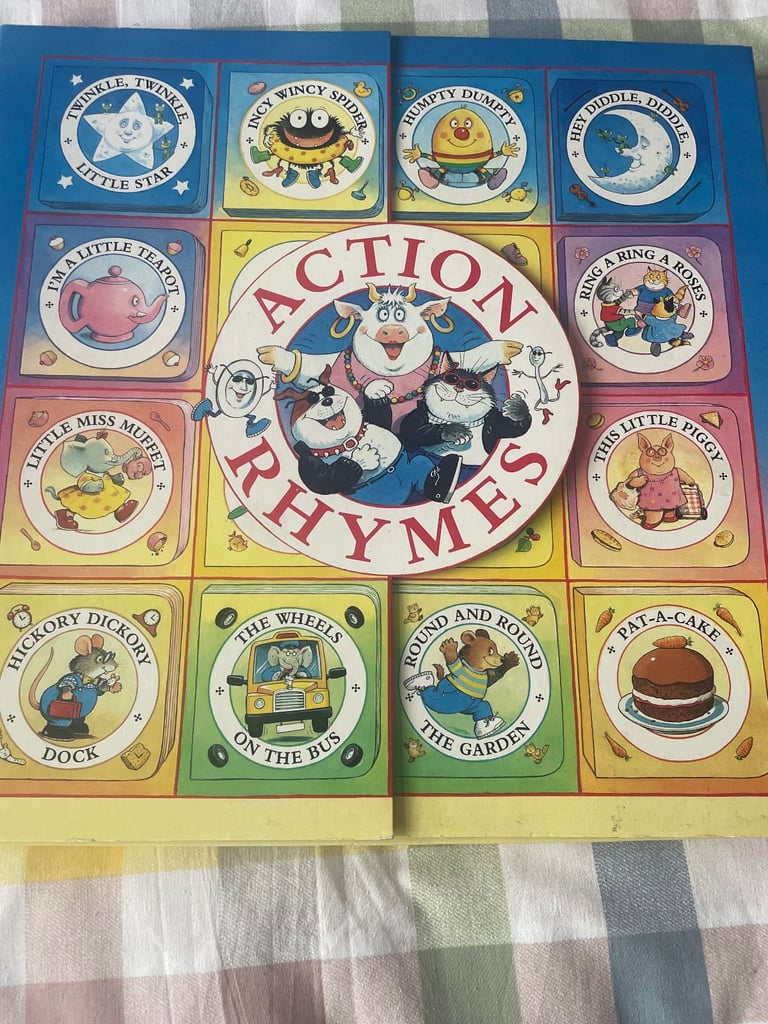 TWINKLE, TWINKLE
LITTLE STAR
INCY WINCY SPIDER
HUMPTY DUMPTY
HEY DIDDLE, DIDDLE,
I'M A LITTLE TEAPOT
ACTION
RHYMES
RING A RING A ROSES
LITTLE MISS MUFFET
THIS LITTLE PIGGY
HICKORY DICKORY
DOCK
THE WHEELS
ON THE BUS
ROUND AND ROUND
THE GARDEN
PAT-A-CAKE